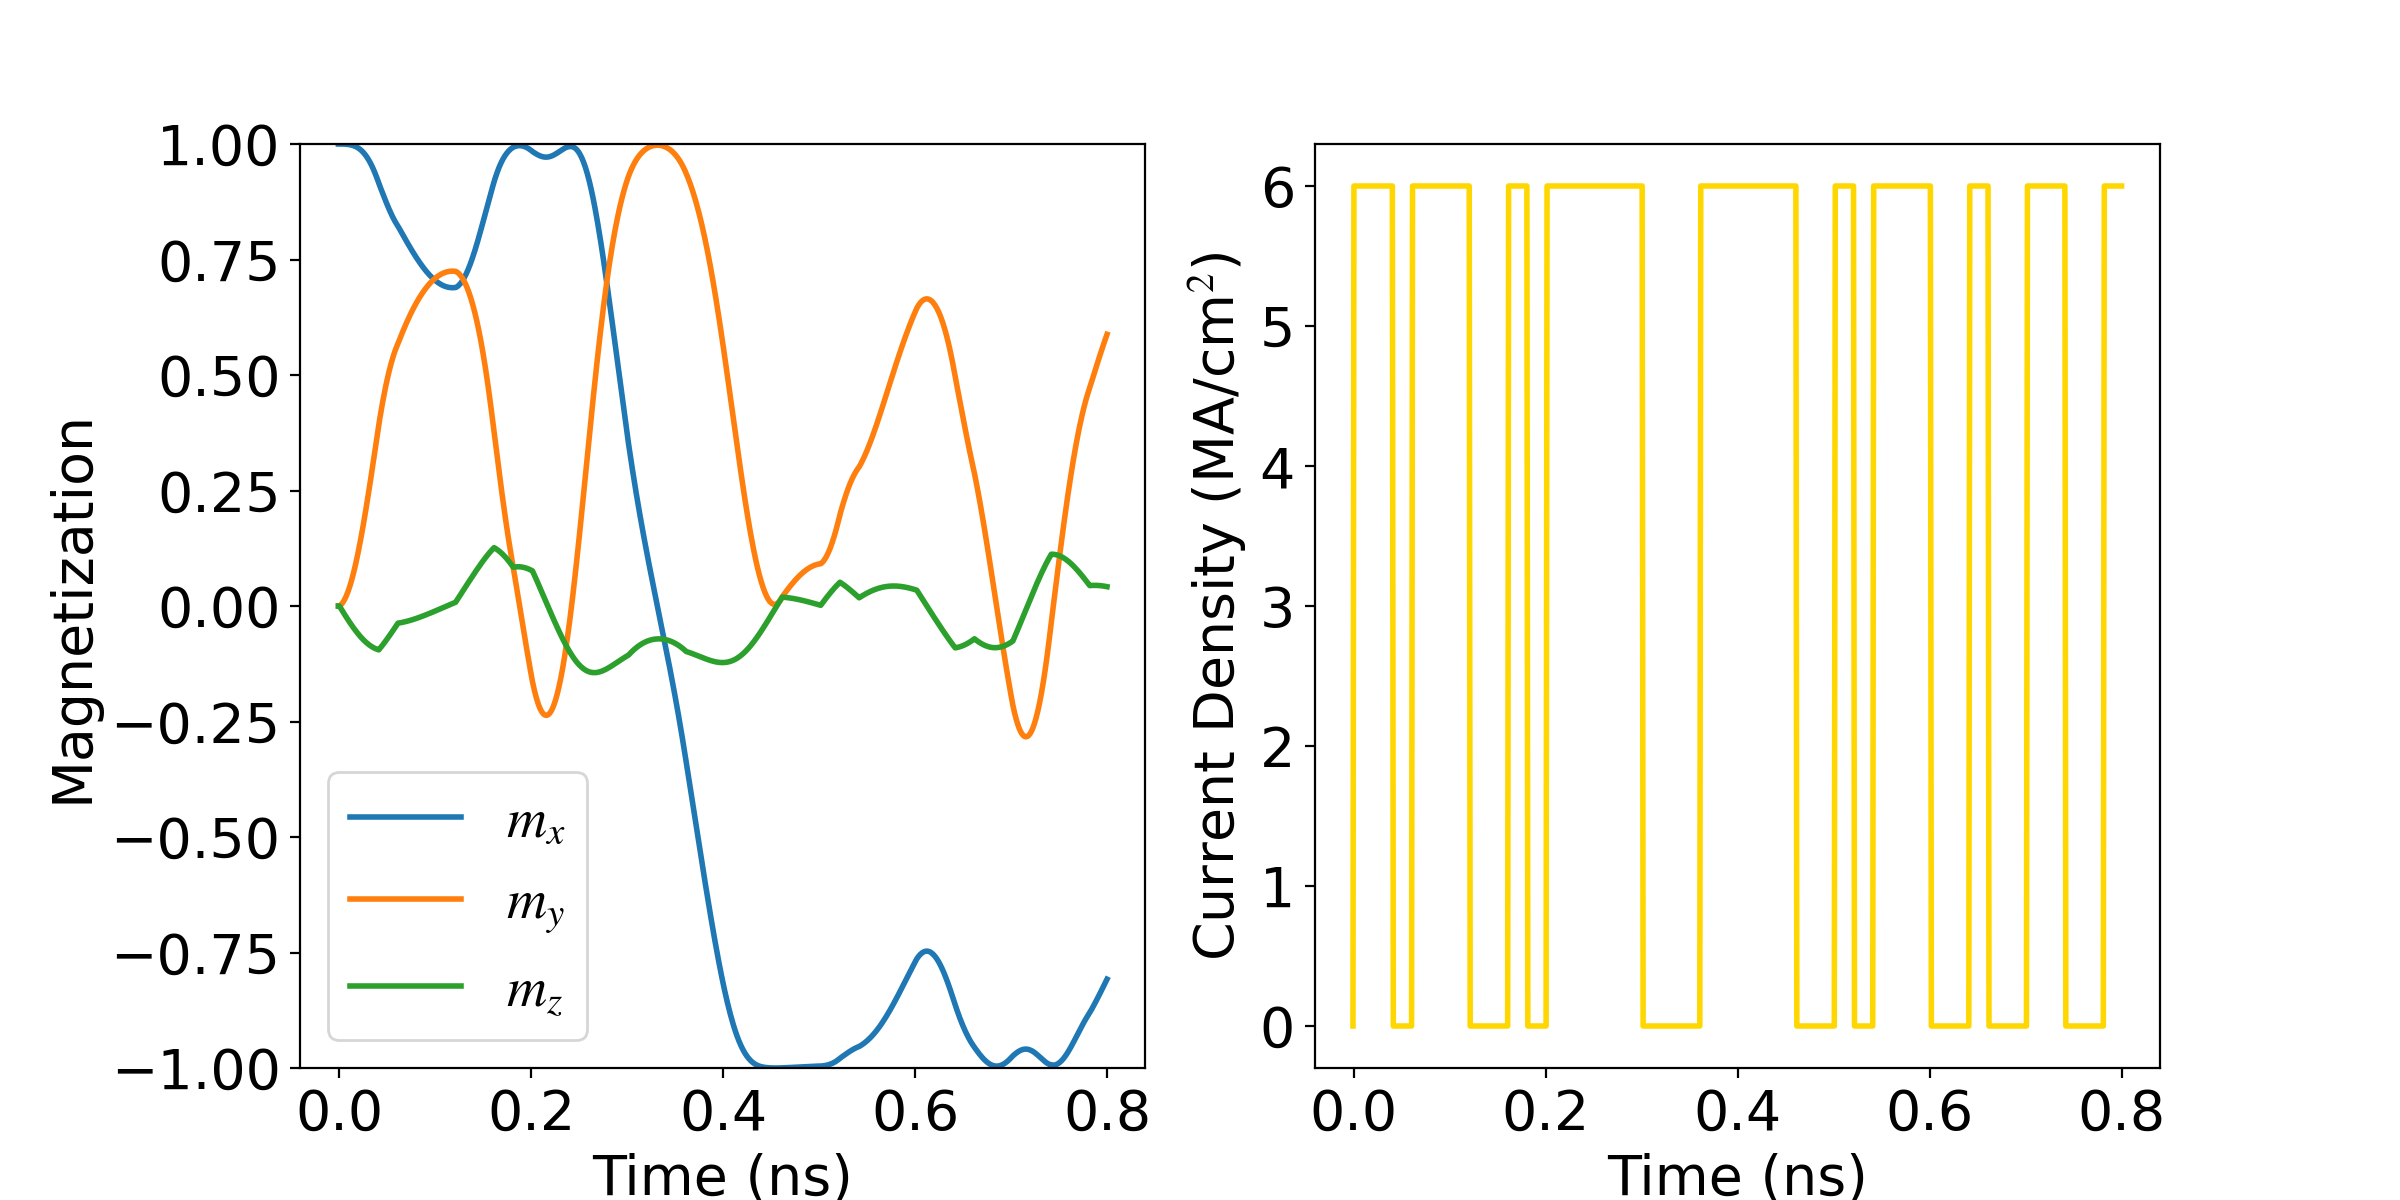 Magnetization
1.00
0.75
0.50
0.25
0.00
−0.25
−0.50
−0.75
−1.00
m_x
m_y
m_z
0.0 0.2 0.4 0.6 0.8
Time (ns)
Current Density (MA/cm²)
6
5
4
3
2
1
0
0.0 0.2 0.4 0.6 0.8
Time (ns)